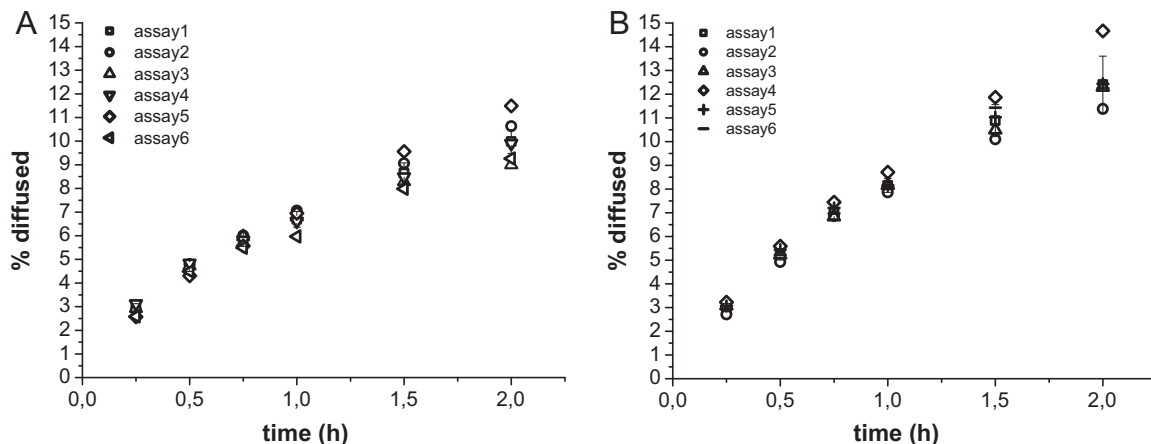 A
15
14
13
12
11
10
9
8
7
6
5
4
3
2
1
0
% diffused
assay1
assay2
assay3
assay4
assay5
assay6
0,0 0,5 1,0 1,5 2,0
time (h)
B
15
14
13
12
11
10
9
8
7
6
5
4
3
2
1
0
% diffused
assay1
assay2
assay3
assay4
assay5
assay6
0,0 0,5 1,0 1,5 2,0
time (h)